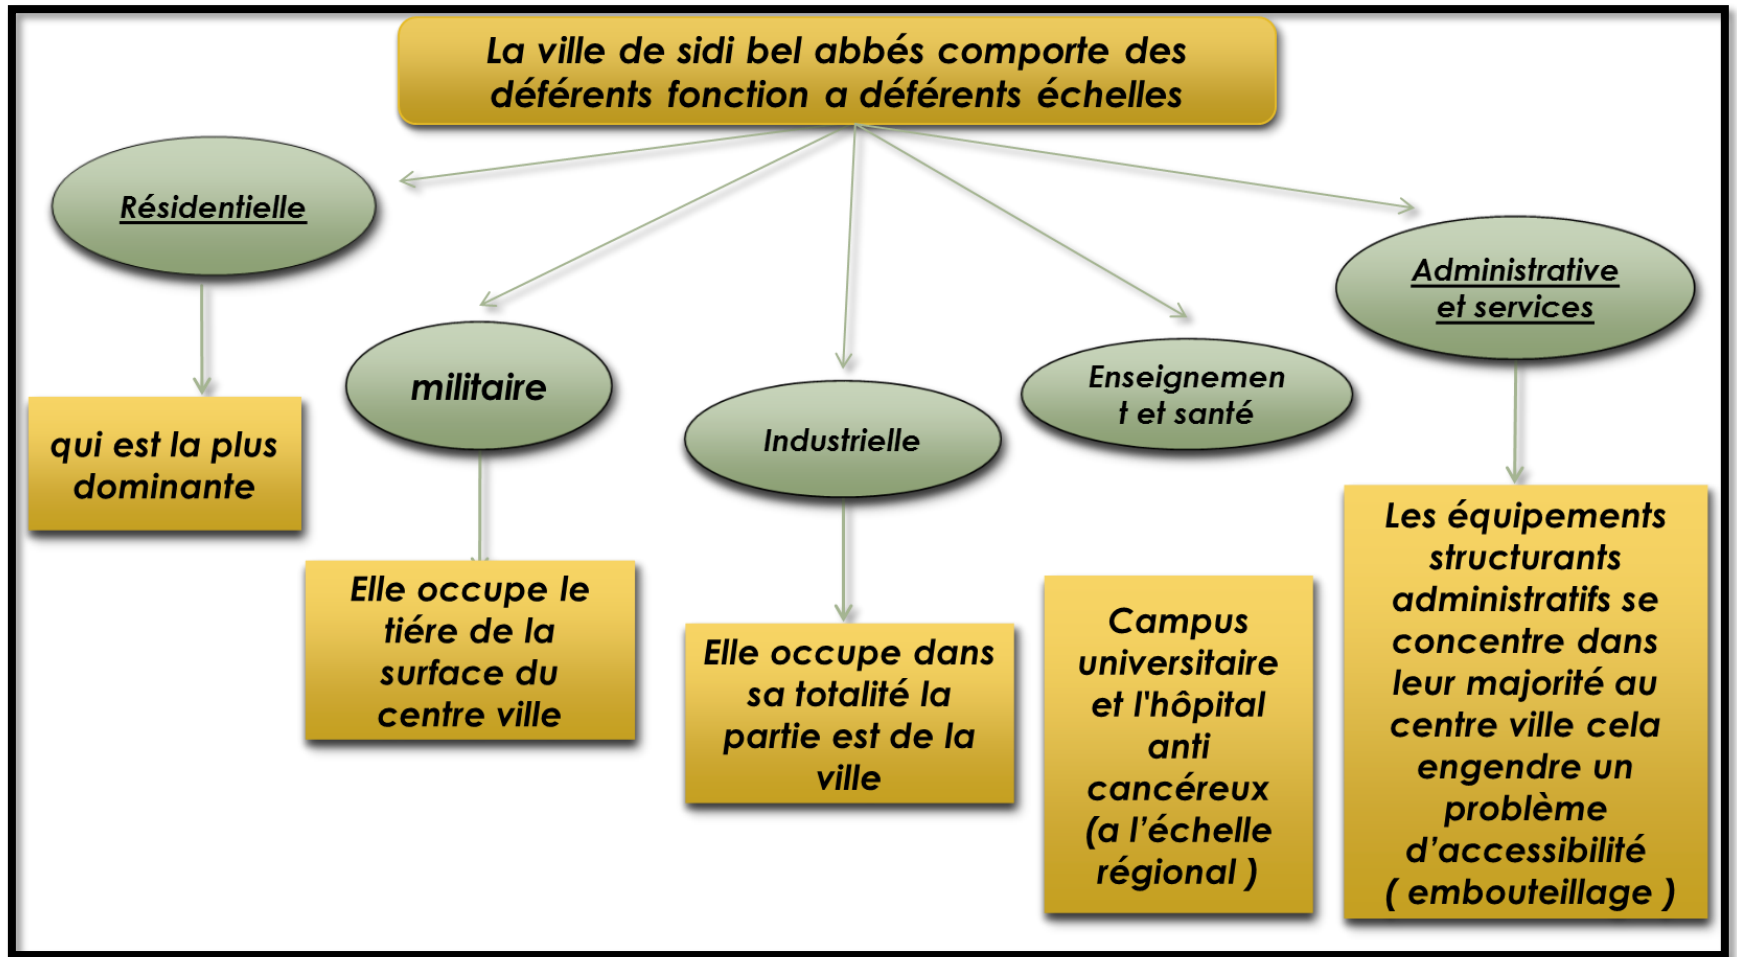 La ville de sidi bel abbés comporte des
déférents fonction a déférents échelles
Résidentielle
qui est la plus
dominante
militaire
Elle occupe le
tiére de la
surface du
centre ville
Industrielle
Elle occupe dans
sa totalité la
partie est de la
ville
Enseignemen
t et santé
Campus
universitaire
et l'hôpital
anti
cancéreux
(a l’échelle
régional )
Administrative
et services
Les équipements
structurants
administratifs se
concentre dans
leur majorité au
centre ville cela
engendre un
problème
d’accessibilité
( embouteillage )